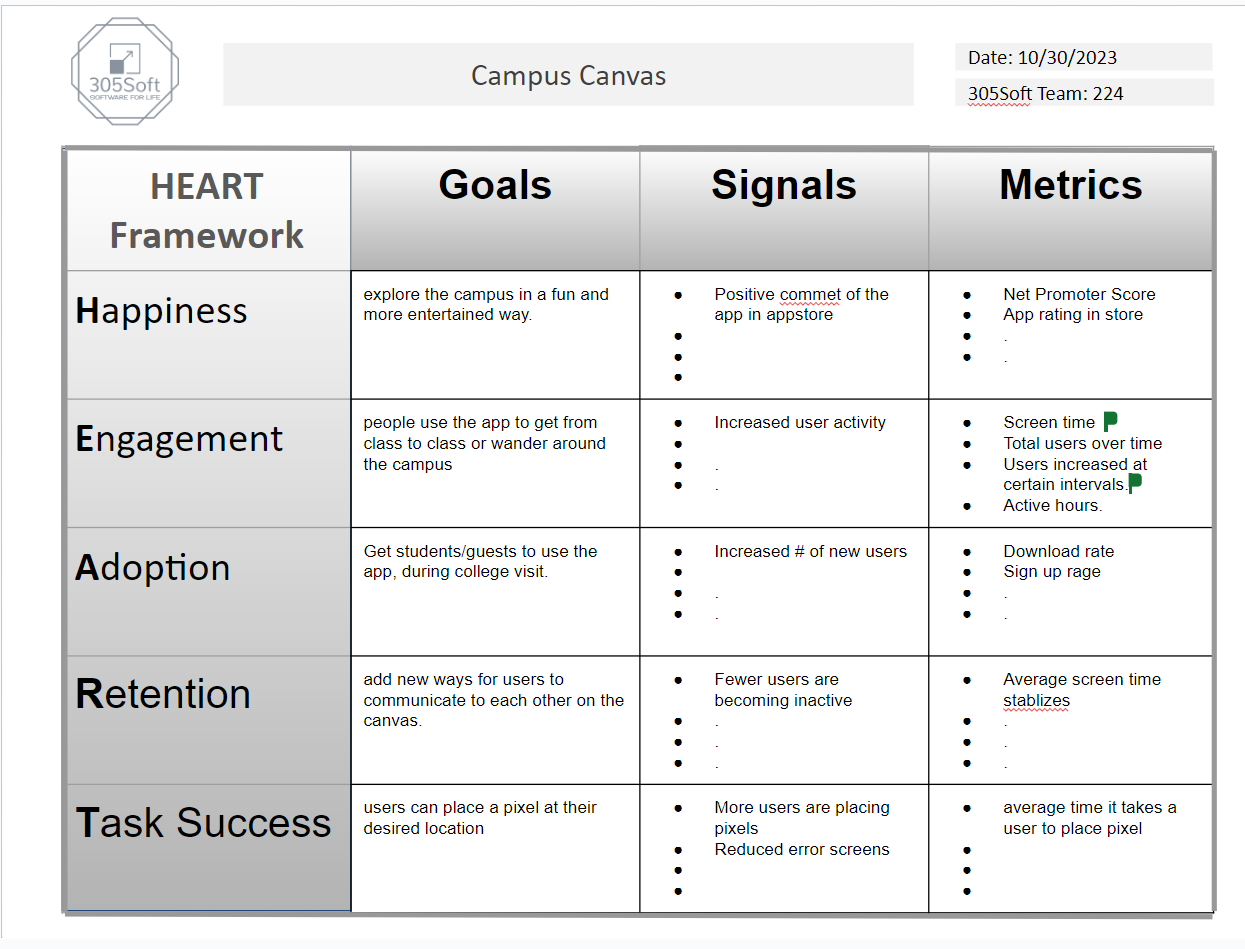 305Soft
SOFTWARE FOR LIFE
Campus Canvas
Date: 10/30/2023
305Soft Team: 224
HEART
Framework
Goals
Signals
Metrics
Happiness
explore the campus in a fun and
more entertained way.
Positive commet of the
app in appstore
Net Promoter Score
App rating in store
.
.
Engagement
people use the app to get from
class to class or wander around
the campus
Increased user activity
.
.
Screen time
Total users over time
Users increased at
certain intervals.
Active hours.
Adoption
Get students/guests to use the
app, during college visit.
Increased # of new users
.
.
Download rate
Sign up rage
.
.
Retention
add new ways for users to
communicate to each other on the
canvas.
Fewer users are
becoming inactive
.
.
.
Average screen time
stablizes
.
.
.
Task Success
users can place a pixel at their
desired location
More users are placing
pixels
Reduced error screens
average time it takes a
user to place pixel